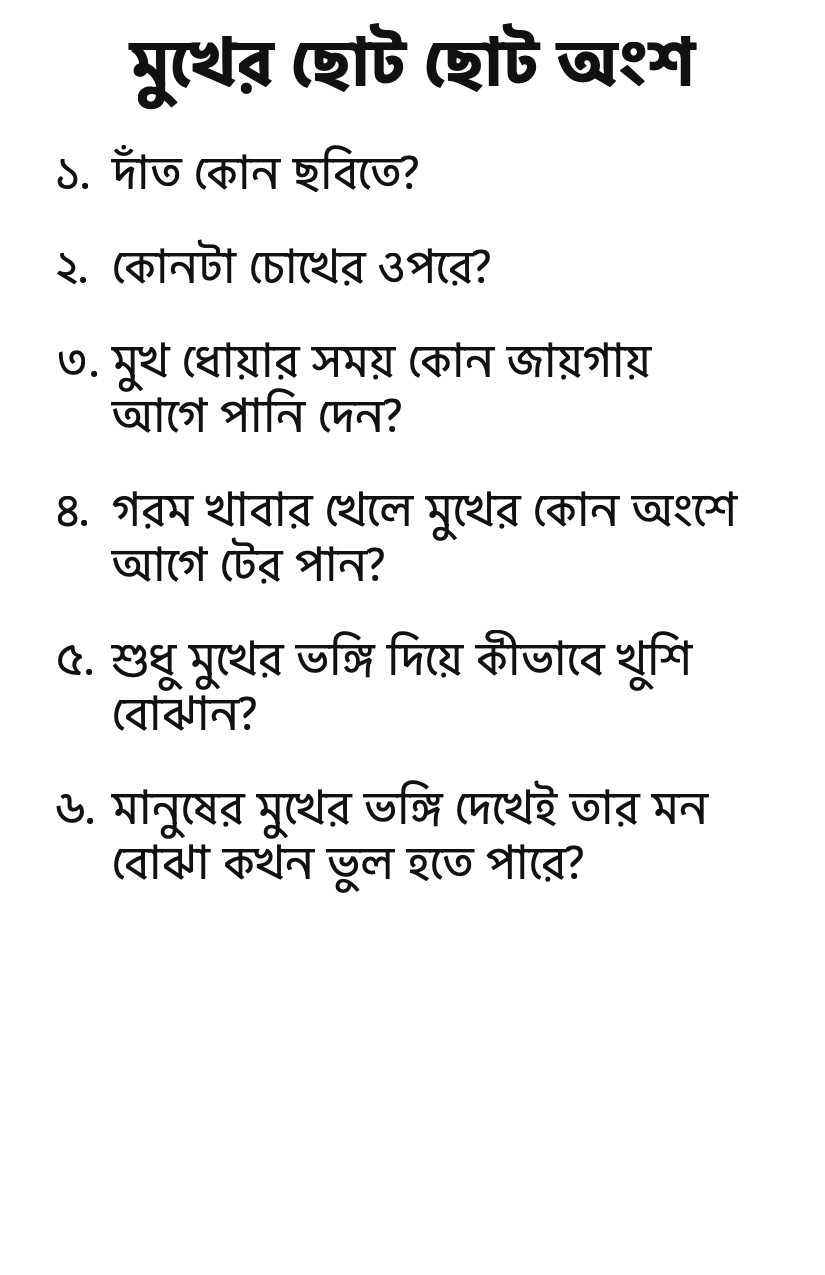 মুখের ছোট ছোট অংশ
১. দাঁত কোন ছবিতে?
২. কোনটা চোখের ওপরে?
৩. মুখ ধোয়ার সময় কোন জায়গায়
আগে পানি দেন?
৪. গরম খাবার খেলে মুখের কোন অংশে
আগে টের পান?
৫. শুধু মুখের ভঙ্গি দিয়ে কীভাবে খুশি
বোঝান?
৬. মানুষের মুখের ভঙ্গি দেখেই তার মন
বোঝা কখন ভুল হতে পারে?